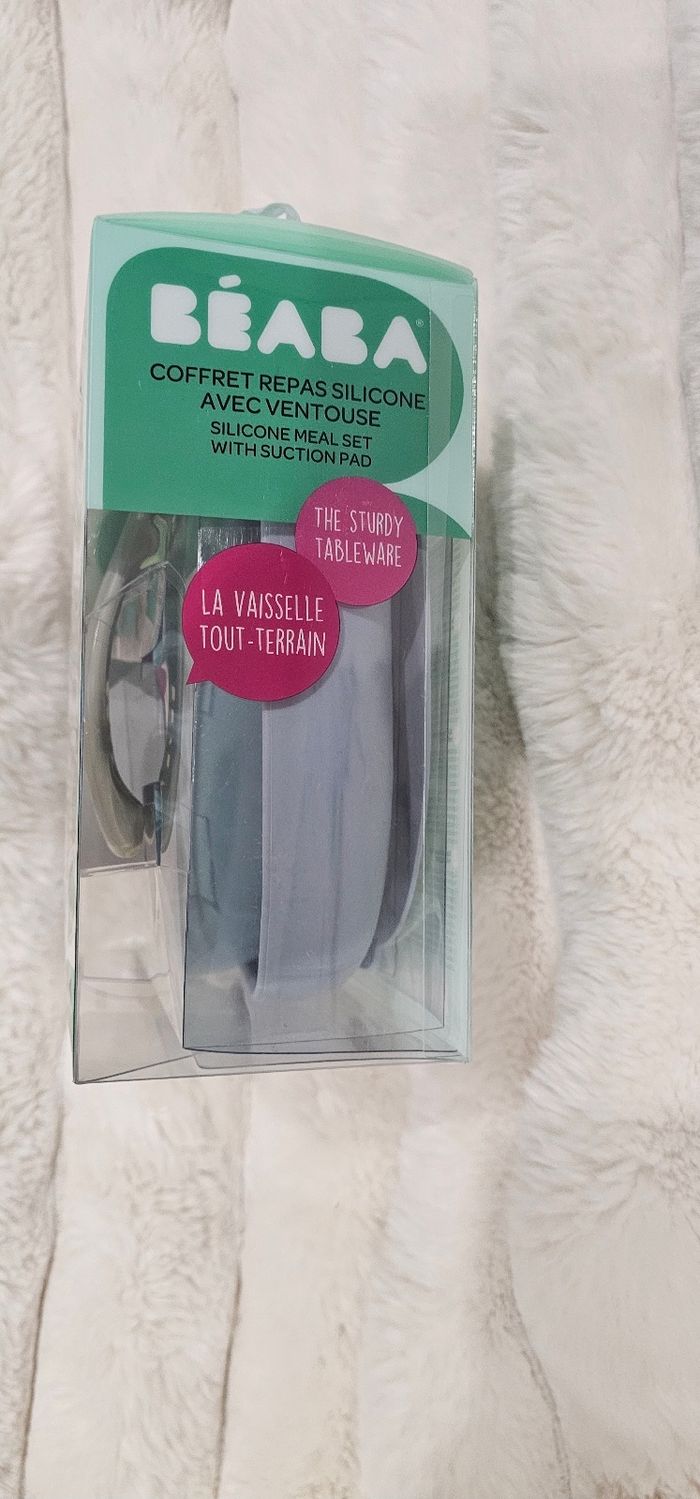 BÉABA®
COFFRET REPAS SILICONE
AVEC VENTOUSE
SILICONE MEAL SET
WITH SUCTION PAD
THE STURDY
TABLEWARE
LA VAISSELLE
TOUT-TERRAIN